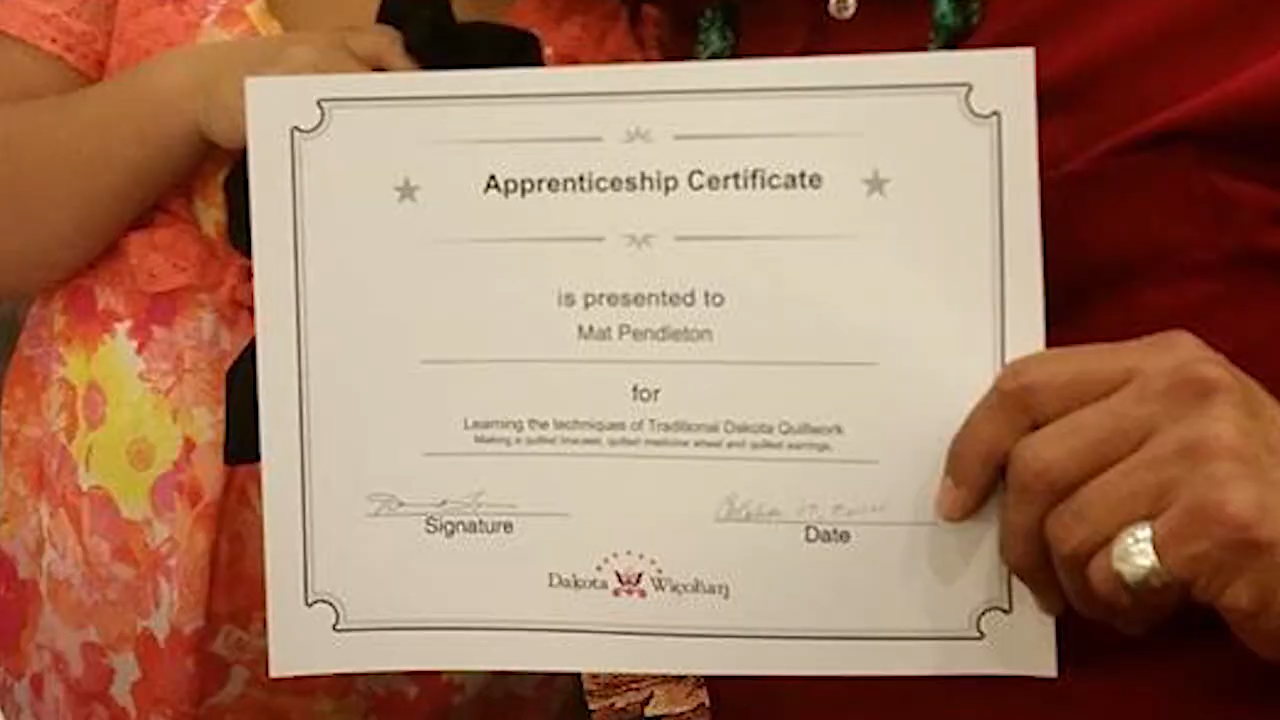 Apprenticeship Certificate
is presented to
Mat Pendleton
for
Learning the techniques of Traditional Dakota Quillwork
Making a quilled bracelet, quilled medicine wheel and quilled earrings.
Signature
Date
Dakota Wicoḣaŋ